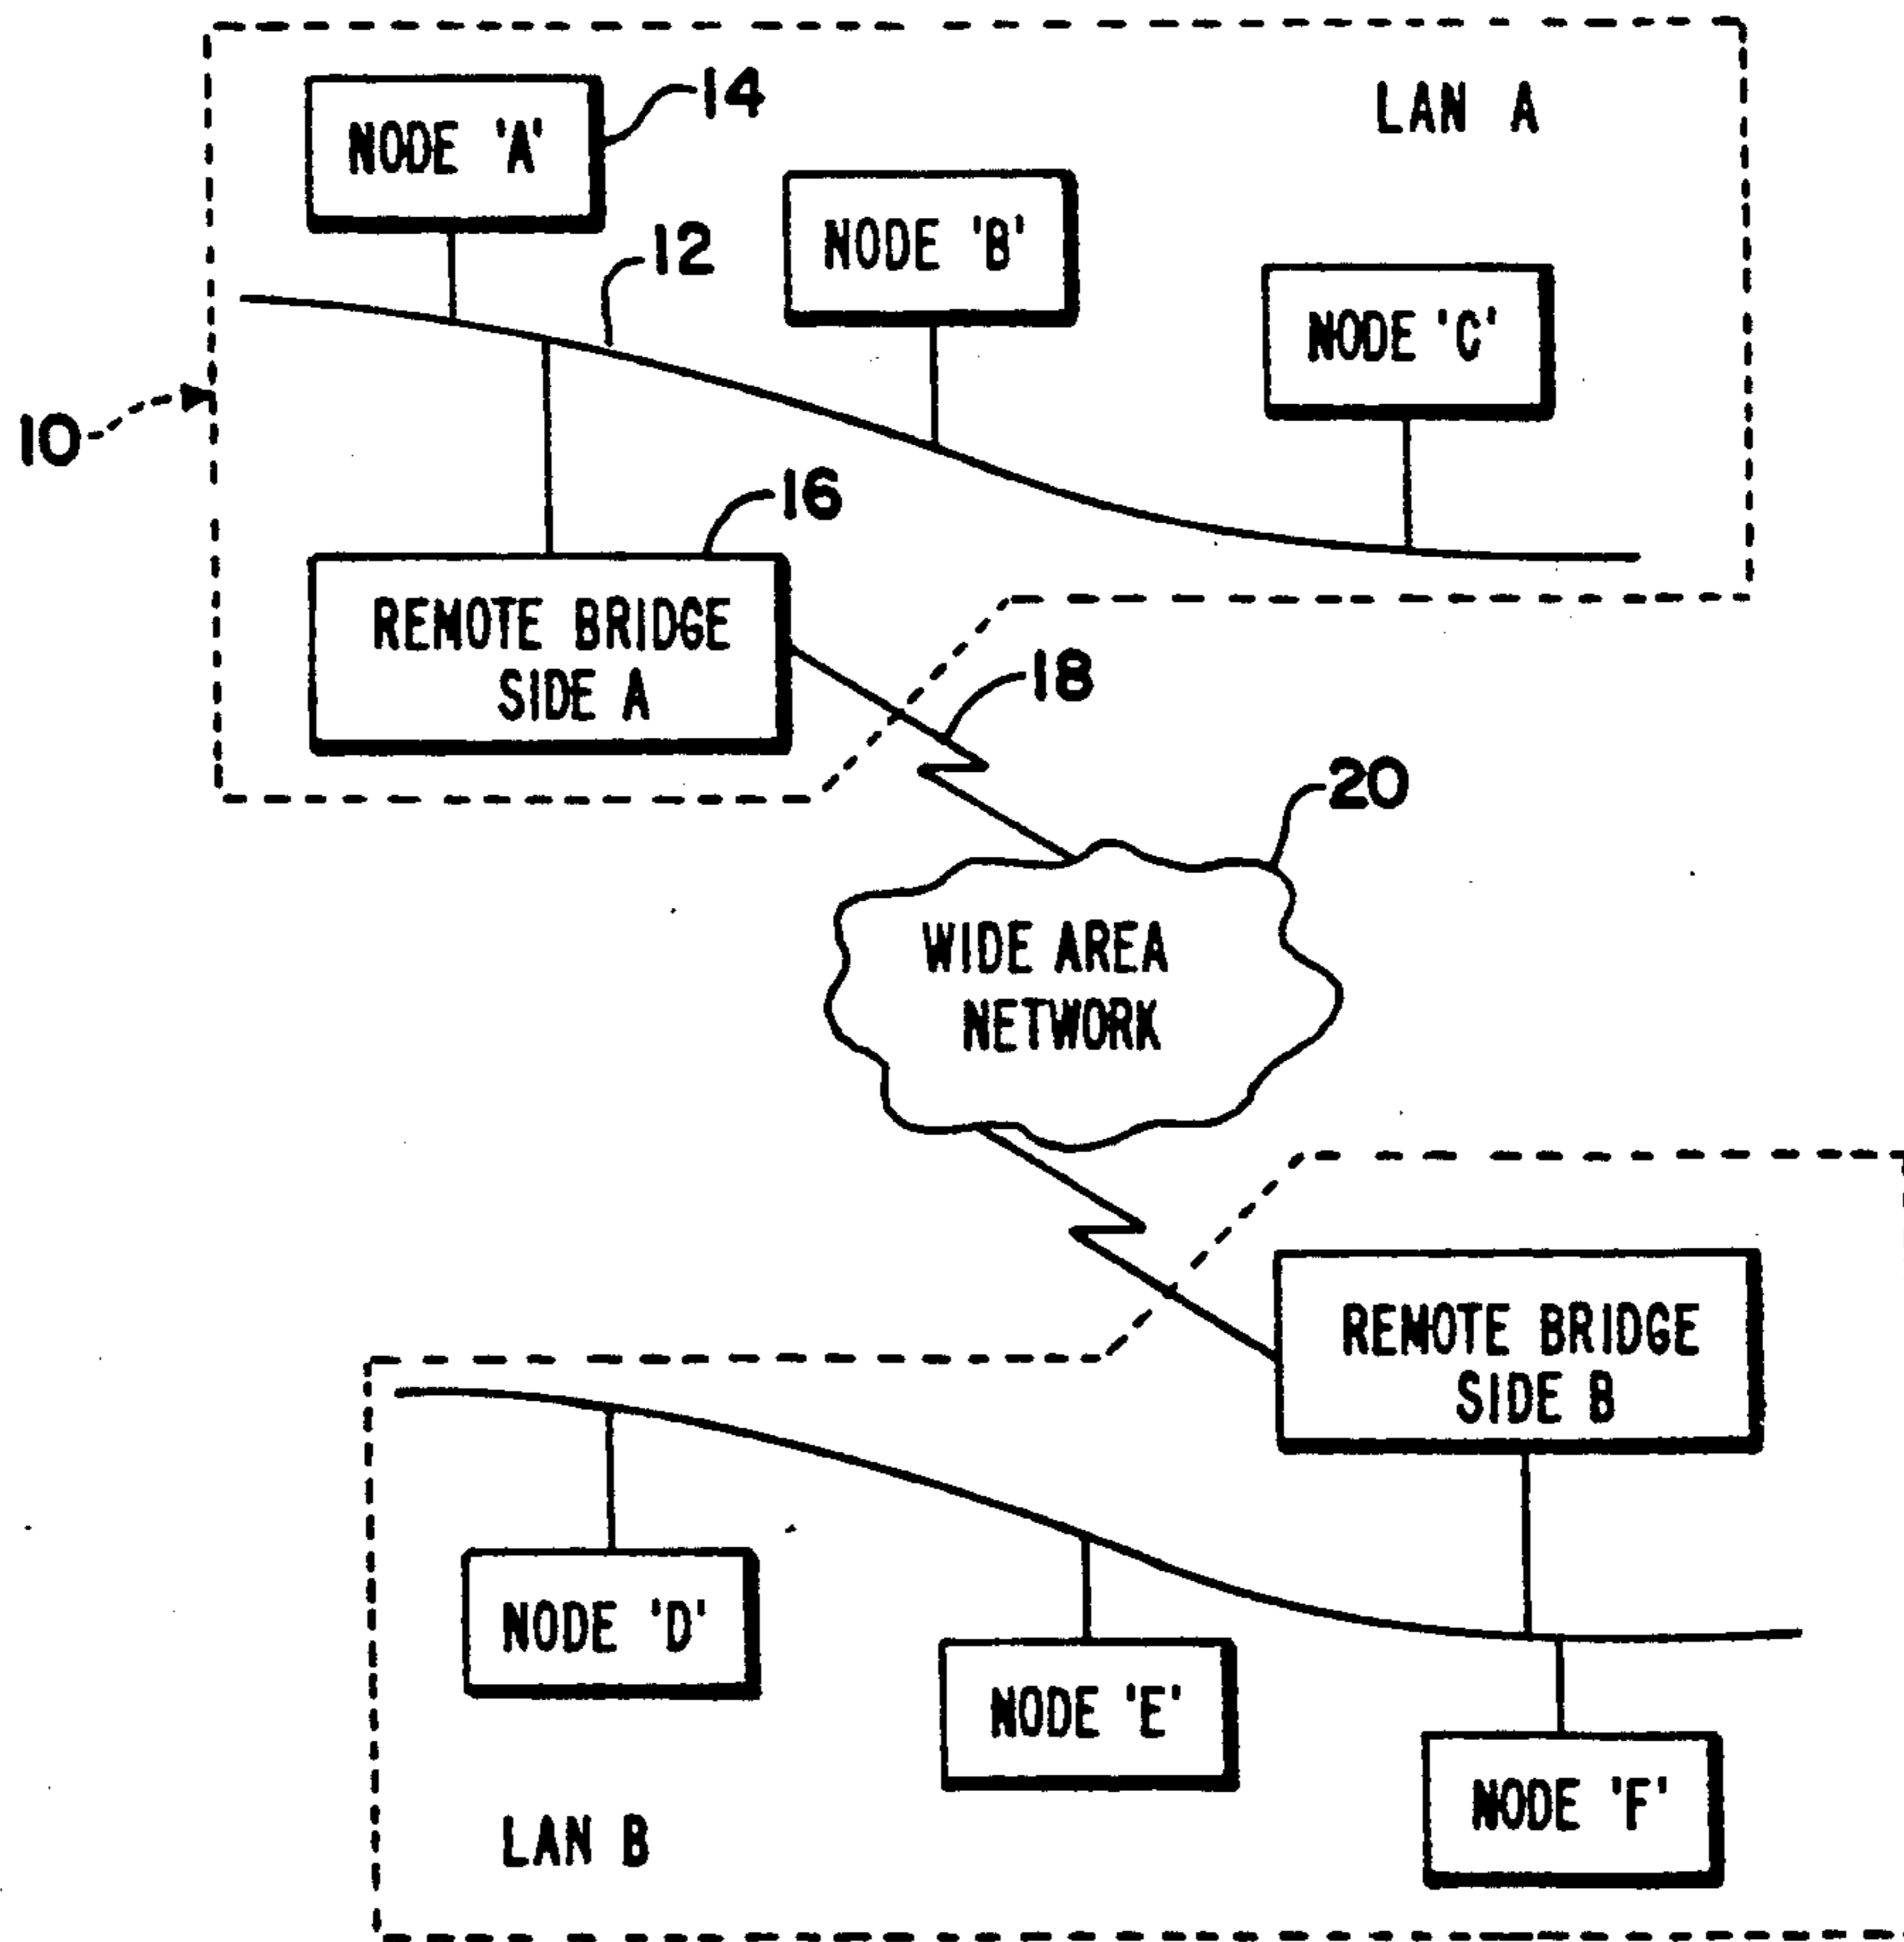 NODE 'A'
14
LAN A
12
NODE 'B'
NODE 'C'
10
16
REMOTE BRIDGE
SIDE A
18
20
WIDE AREA
NETWORK
REMOTE BRIDGE
SIDE B
NODE 'D'
NODE 'E'
NODE 'F'
LAN B